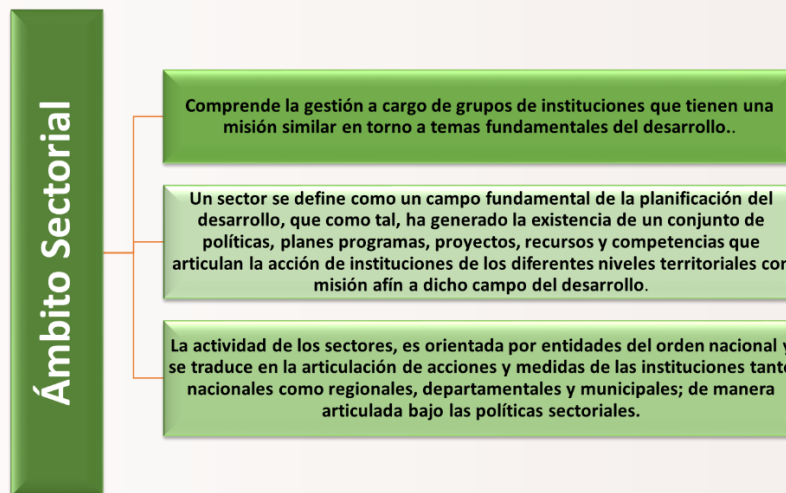 Ámbito Sectorial
Comprende la gestión a cargo de grupos de instituciones que tienen una
misión similar en torno a temas fundamentales del desarrollo..
Un sector se define como un campo fundamental de la planificación del
desarrollo, que como tal, ha generado la existencia de un conjunto de
políticas, planes programas, proyectos, recursos y competencias que
articulan la acción de instituciones de los diferentes niveles territoriales con
misión afín a dicho campo del desarrollo.
La actividad de los sectores, es orientada por entidades del orden nacional y
se traduce en la articulación de acciones y medidas de las instituciones tanto
nacionales como regionales, departamentales y municipales; de manera
articulada bajo las políticas sectoriales.